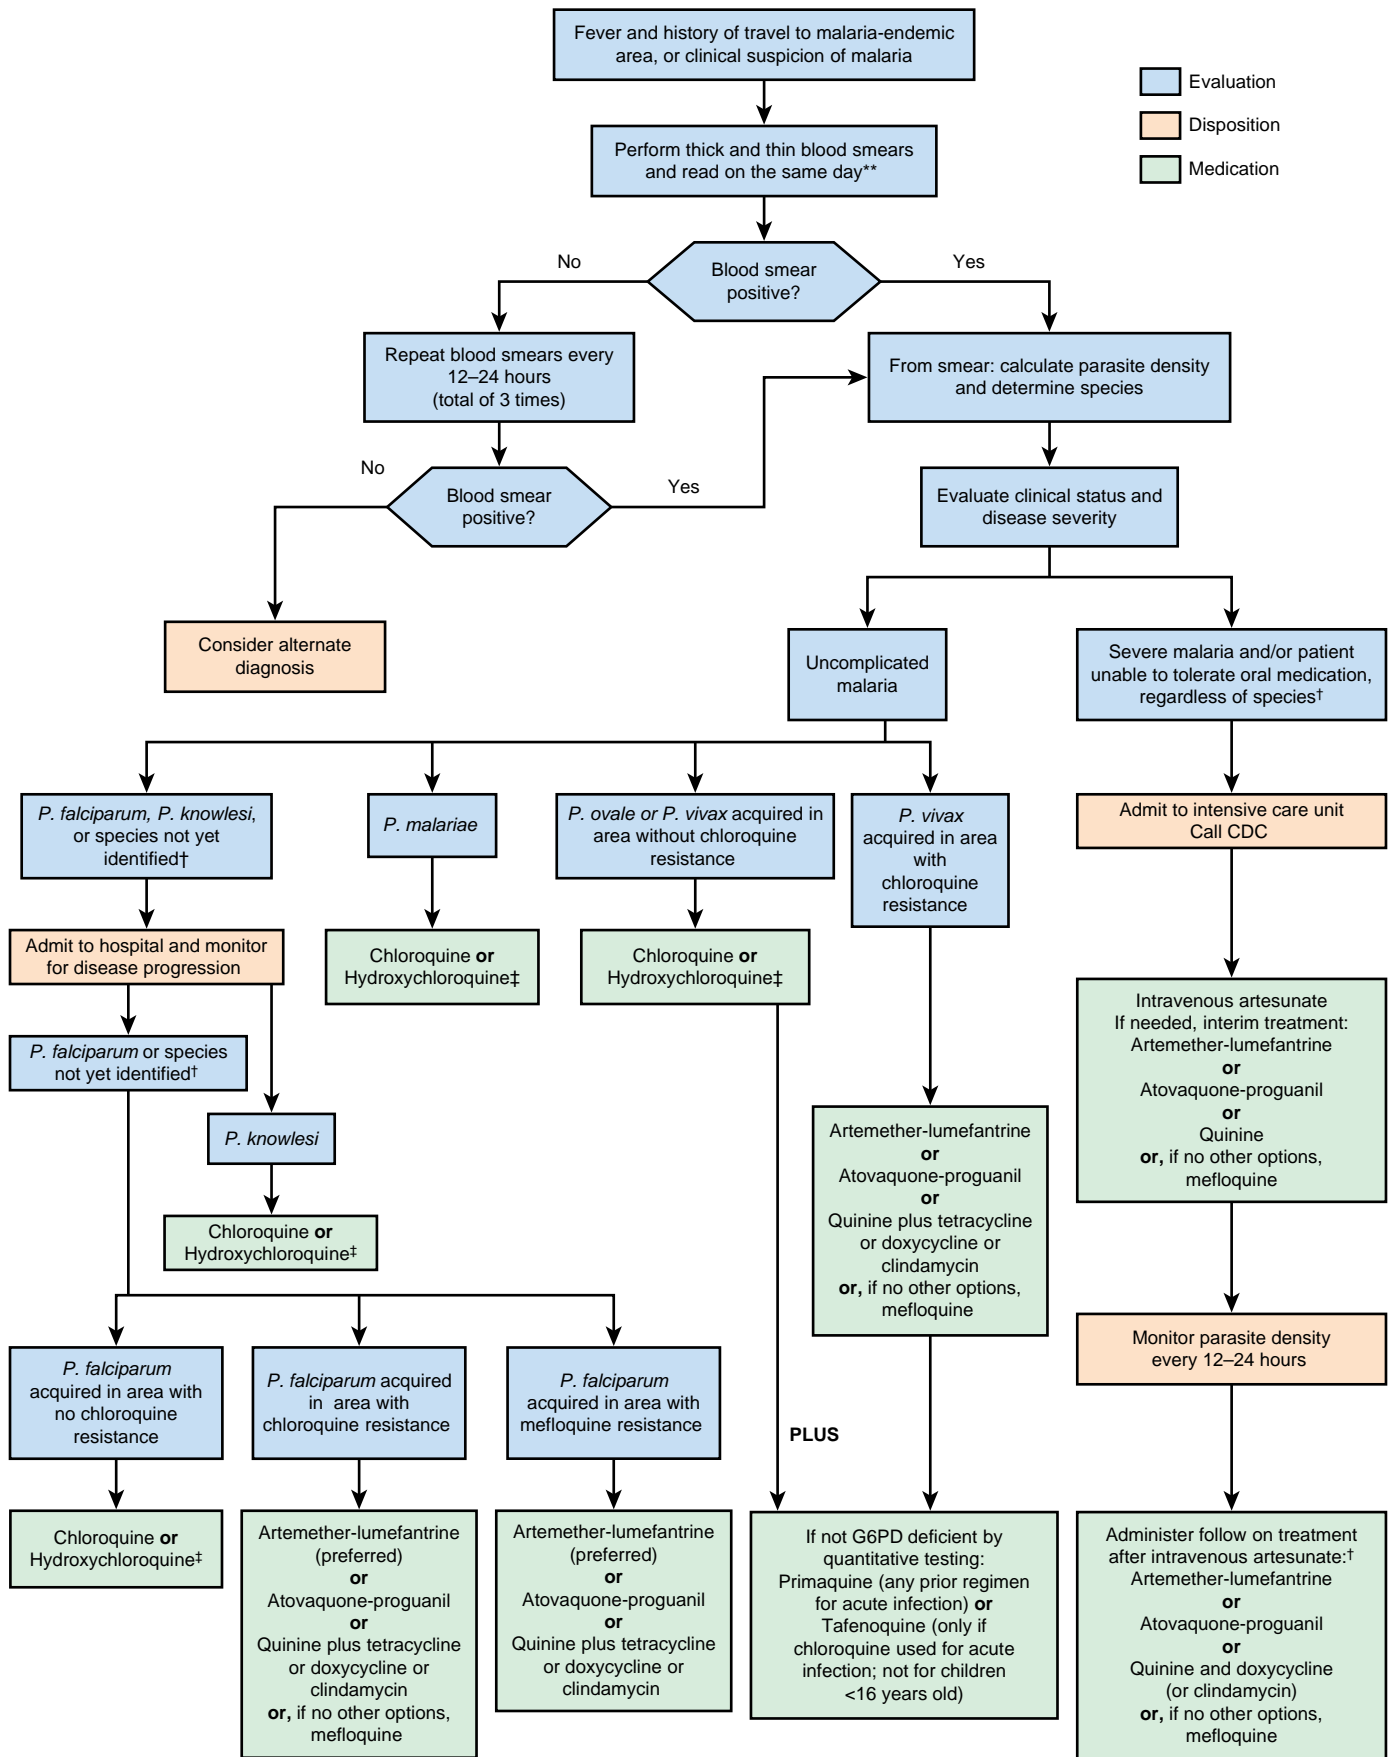 Fever and history of travel to malaria-endemic
area, or clinical suspicion of malaria
Evaluation
Disposition
Medication
Perform thick and thin blood smears
and read on the same day**
Blood smear
positive?
No
Yes
Repeat blood smears every
12–24 hours
(total of 3 times)
From smear: calculate parasite density
and determine species
Blood smear
positive?
No
Yes
Evaluate clinical status and
disease severity
Consider alternate
diagnosis
Uncomplicated
malaria
Severe malaria and/or patient
unable to tolerate oral medication,
regardless of species†
P. falciparum, P. knowlesi,
or species not yet
identified†
P. malariae
P. ovale or P. vivax acquired in
area without chloroquine
resistance
P. vivax
acquired in area
with
chloroquine
resistance
Admit to intensive care unit
Call CDC
Admit to hospital and monitor
for disease progression
Chloroquine or
Hydroxychloroquine‡
Chloroquine or
Hydroxychloroquine‡
Intravenous artesunate
If needed, interim treatment:
Artemether-lumefantrine
or
Atovaquone-proguanil
or
Quinine
or, if no other options,
mefloquine
P. falciparum or species
not yet identified†
P. knowlesi
Chloroquine or
Hydroxychloroquine‡
Artemether-lumefantrine
or
Atovaquone-proguanil
or
Quinine plus tetracycline
or doxycycline or
clindamycin
or, if no other options,
mefloquine
Monitor parasite density
every 12–24 hours
P. falciparum
acquired in area with
no chloroquine
resistance
P. falciparum acquired
in area with
chloroquine resistance
P. falciparum
acquired in area with
mefloquine resistance
PLUS
Chloroquine or
Hydroxychloroquine‡
Artemether-lumefantrine
(preferred)
or
Atovaquone-proguanil
or
Quinine plus tetracycline
or doxycycline or
clindamycin
or, if no other options,
mefloquine
Artemether-lumefantrine
(preferred)
or
Atovaquone-proguanil
or
Quinine plus tetracycline
or doxycycline or
clindamycin
If not G6PD deficient by
quantitative testing:
Primaquine (any prior regimen
for acute infection) or
Tafenoquine (only if
chloroquine used for acute
infection; not for children
<16 years old)
Administer follow on treatment
after intravenous artesunate:†
Artemether-lumefantrine
or
Atovaquone-proguanil
or
Quinine and doxycycline
(or clindamycin)
or, if no other options,
mefloquine